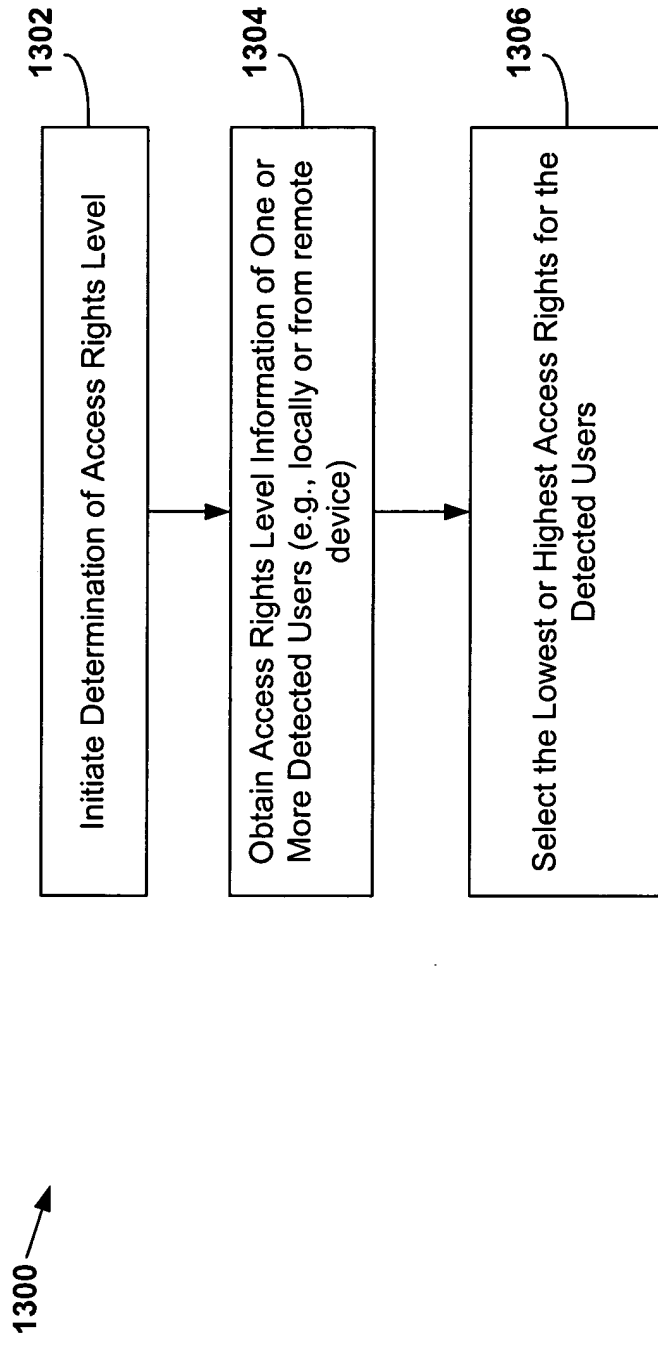 1300
1302
Initiate Determination of Access Rights Level
1304
Obtain Access Rights Level Information of One or
More Detected Users (e.g., locally or from remote
device)
1306
Select the Lowest or Highest Access Rights for the
Detected Users